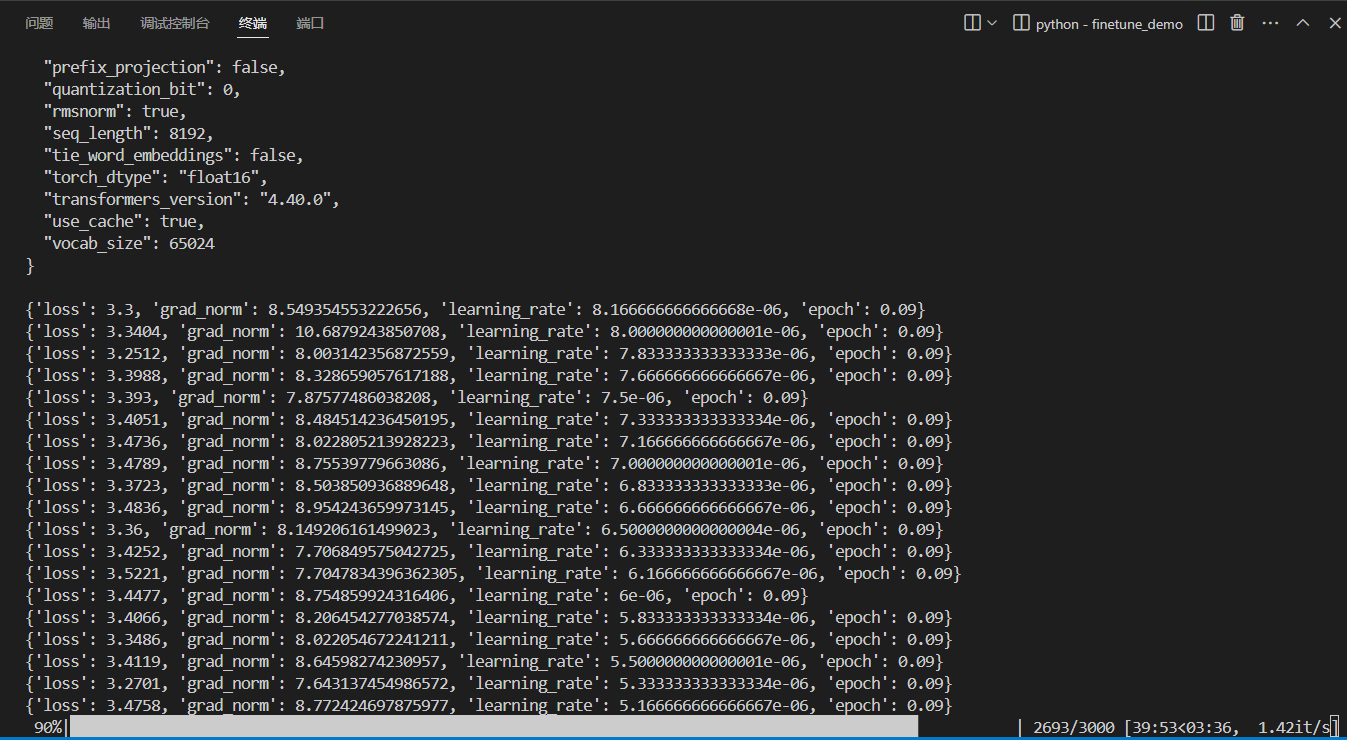 问题 输出 调试控制台 终端 端口 python - finetune_demo
"prefix_projection": false,
"quantization_bit": 0,
"rmsnorm": true,
"seq_length": 8192,
"tie_word_embeddings": false,
"torch_dtype": "float16",
"transformers_version": "4.40.0",
"use_cache": true,
"vocab_size": 65024
}
{'loss': 3.3, 'grad_norm': 8.549354553222656, 'learning_rate': 8.166666666666668e-06, 'epoch': 0.09}
{'loss': 3.3404, 'grad_norm': 10.6879243850708, 'learning_rate': 8.000000000000001e-06, 'epoch': 0.09}
{'loss': 3.2512, 'grad_norm': 8.003142356872559, 'learning_rate': 7.833333333333333e-06, 'epoch': 0.09}
{'loss': 3.3988, 'grad_norm': 8.328659057617188, 'learning_rate': 7.666666666666667e-06, 'epoch': 0.09}
{'loss': 3.393, 'grad_norm': 7.87577486038208, 'learning_rate': 7.5e-06, 'epoch': 0.09}
{'loss': 3.4051, 'grad_norm': 8.484514236450195, 'learning_rate': 7.333333333333334e-06, 'epoch': 0.09}
{'loss': 3.4736, 'grad_norm': 8.022805213928223, 'learning_rate': 7.166666666666667e-06, 'epoch': 0.09}
{'loss': 3.4789, 'grad_norm': 8.75539779663086, 'learning_rate': 7.000000000000001e-06, 'epoch': 0.09}
{'loss': 3.3723, 'grad_norm': 8.503850936889648, 'learning_rate': 6.833333333333333e-06, 'epoch': 0.09}
{'loss': 3.4836, 'grad_norm': 8.954243659973145, 'learning_rate': 6.666666666666667e-06, 'epoch': 0.09}
{'loss': 3.36, 'grad_norm': 8.149206161499023, 'learning_rate': 6.5000000000000004e-06, 'epoch': 0.09}
{'loss': 3.4252, 'grad_norm': 7.706849575042725, 'learning_rate': 6.333333333333334e-06, 'epoch': 0.09}
{'loss': 3.5221, 'grad_norm': 7.7047834396362305, 'learning_rate': 6.166666666666667e-06, 'epoch': 0.09}
{'loss': 3.4477, 'grad_norm': 8.754859924316406, 'learning_rate': 6e-06, 'epoch': 0.09}
{'loss': 3.4066, 'grad_norm': 8.206454277038574, 'learning_rate': 5.833333333333334e-06, 'epoch': 0.09}
{'loss': 3.3486, 'grad_norm': 8.022054672241211, 'learning_rate': 5.666666666666667e-06, 'epoch': 0.09}
{'loss': 3.4119, 'grad_norm': 8.64598274230957, 'learning_rate': 5.500000000000001e-06, 'epoch': 0.09}
{'loss': 3.2701, 'grad_norm': 7.643137454986572, 'learning_rate': 5.333333333333334e-06, 'epoch': 0.09}
{'loss': 3.4758, 'grad_norm': 8.772424697875977, 'learning_rate': 5.166666666666667e-06, 'epoch': 0.09}
90%| | 2693/3000 [39:53<03:36, 1.42it/s]